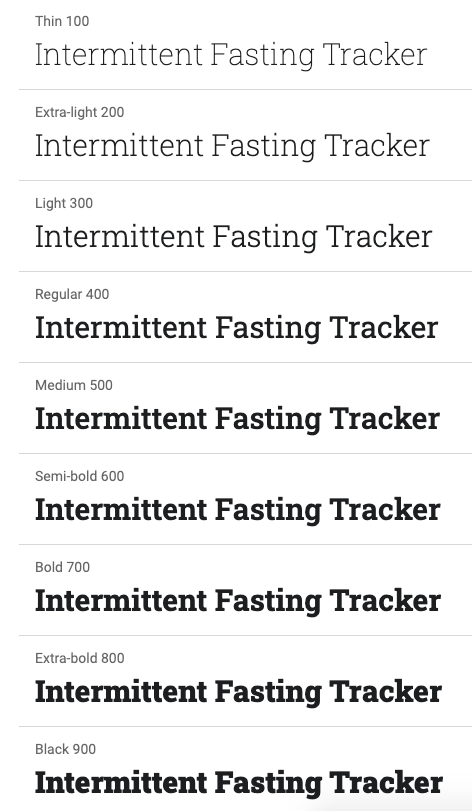 Thin 100
Intermittent Fasting Tracker
Extra-light 200
Intermittent Fasting Tracker
Light 300
Intermittent Fasting Tracker
Regular 400
Intermittent Fasting Tracker
Medium 500
Intermittent Fasting Tracker
Semi-bold 600
Intermittent Fasting Tracker
Bold 700
Intermittent Fasting Tracker
Extra-bold 800
Intermittent Fasting Tracker
Black 900
Intermittent Fasting Tracker